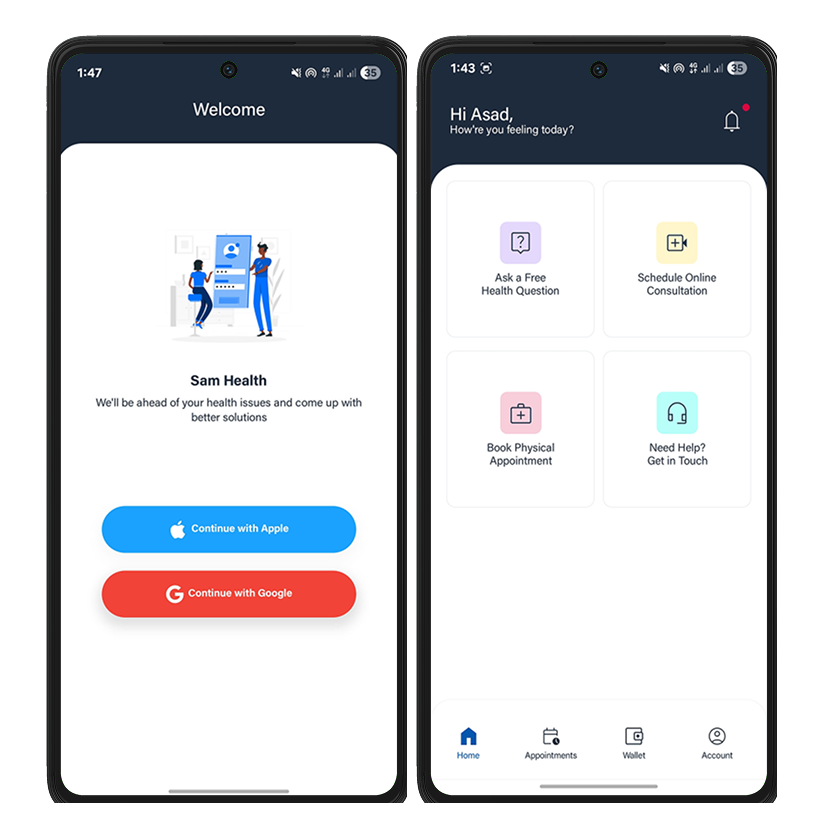 1:47
4G
35
Welcome
Sam Health
We'll be ahead of your health issues and come up with
better solutions
Continue with Apple
G Continue with Google
1:43
4G
35
Hi Asad,
How're you feeling today?
Ask a Free
Health Question
Schedule Online
Consultation
Book Physical
Appointment
Need Help?
Get in Touch
Home
Appointments
Wallet
Account